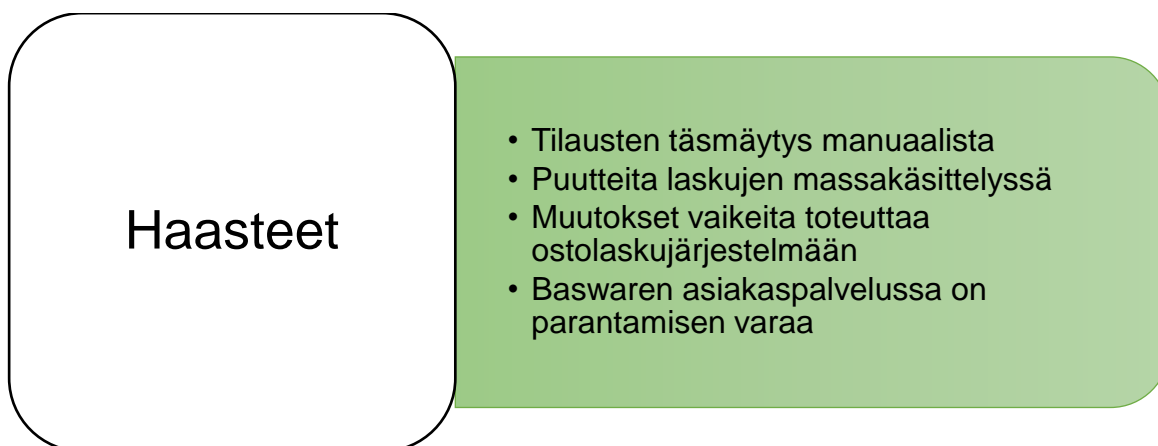 Haasteet
• Tilausten täsmäytys manuaalista
• Puutteita laskujen massakäsittelyssä
• Muutokset vaikeita toteuttaa
ostolaskujärjestelmään
• Baswaren asiakaspalvelussa on
parantamisen varaa